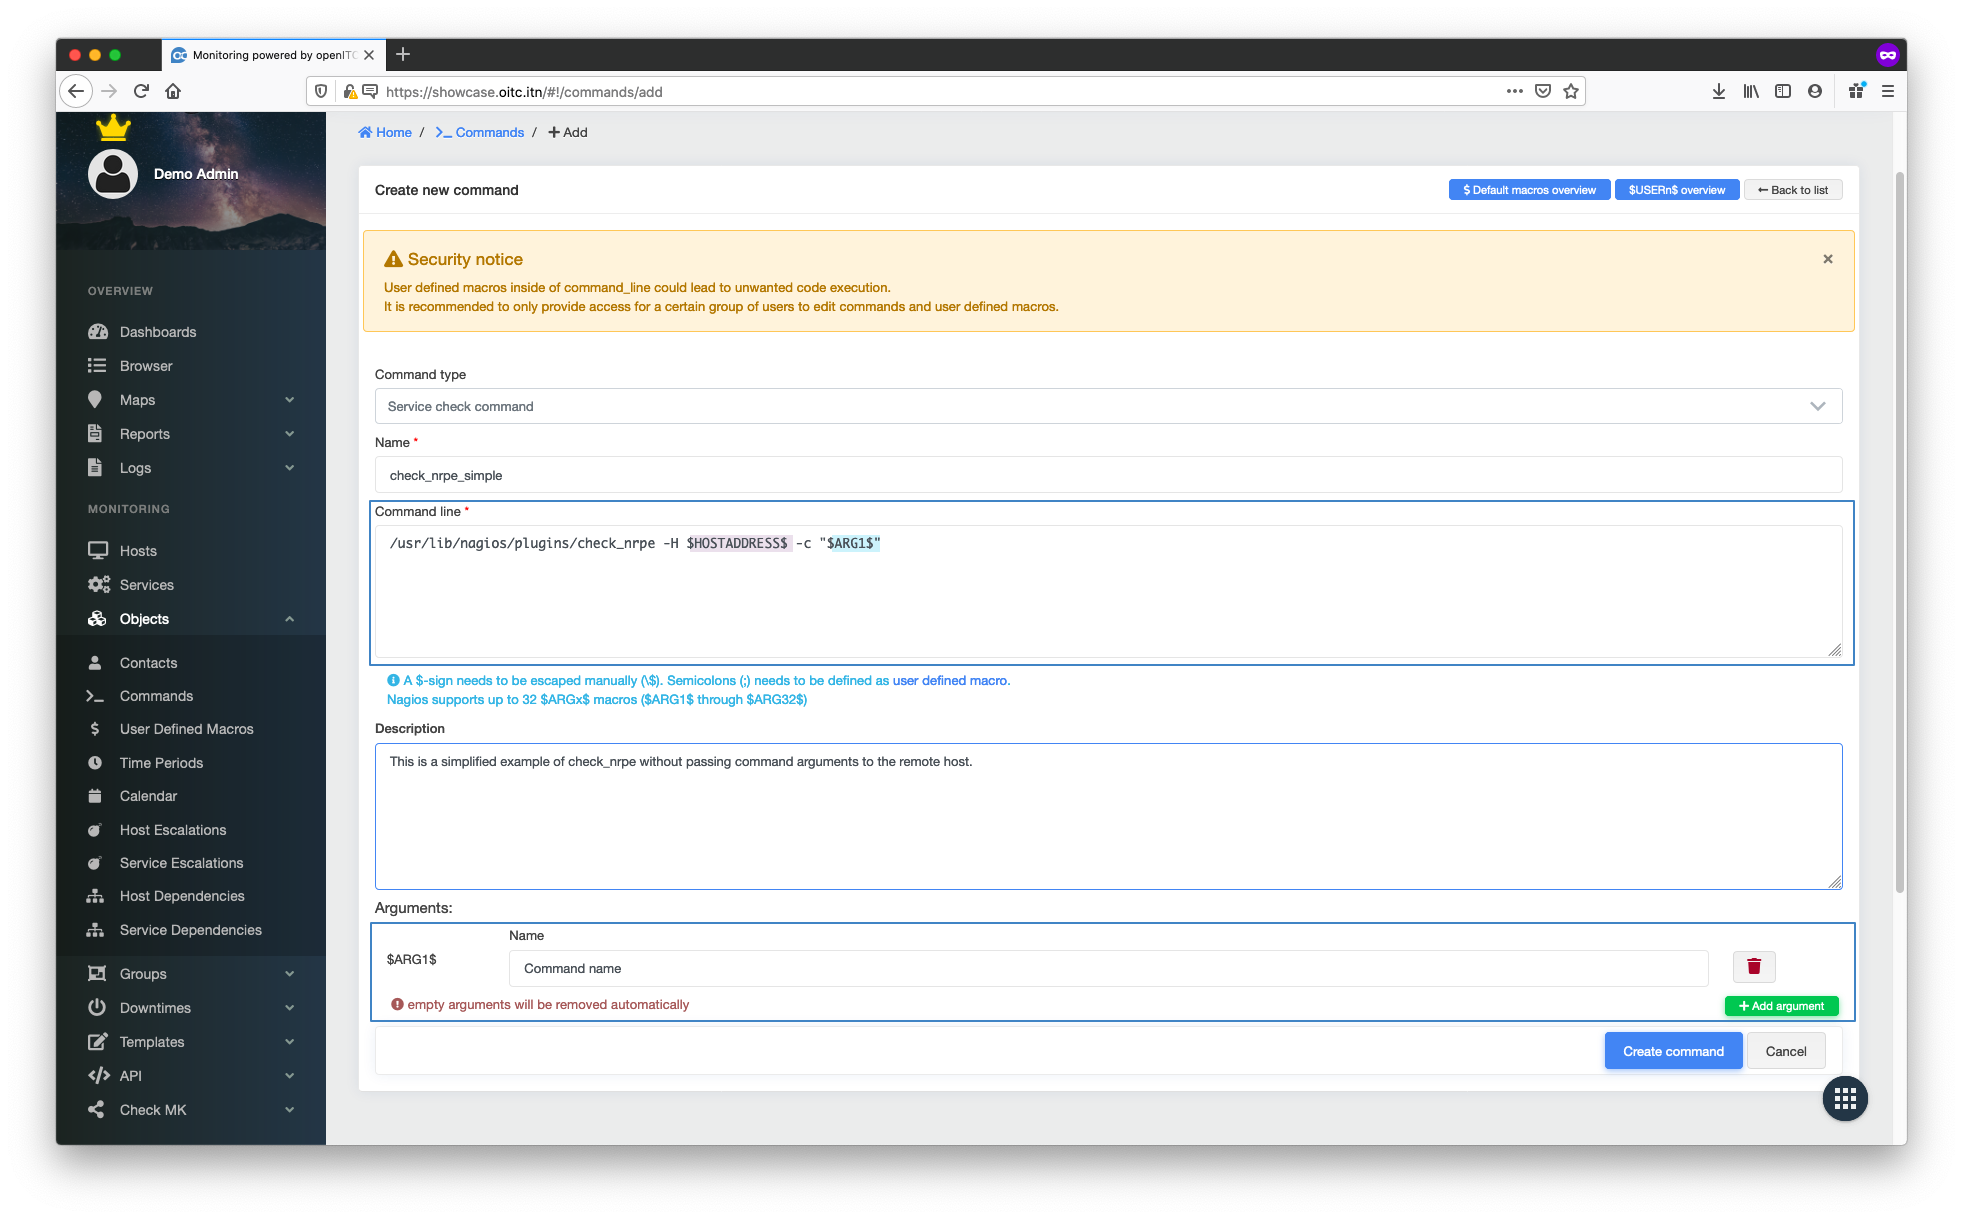 Monitoring powered by openITC
https://showcase.oitc.itn/#!/commands/add
Demo Admin
OVERVIEW
Dashboards
Browser
Maps
Reports
Logs
MONITORING
Hosts
Services
Objects
Contacts
Commands
User Defined Macros
Time Periods
Calendar
Host Escalations
Service Escalations
Host Dependencies
Service Dependencies
Groups
Downtimes
Templates
API
Check MK
Home / Commands / Add
Create new command
$ Default macros overview
$USERn$ overview
Back to list
Security notice
User defined macros inside of command_line could lead to unwanted code execution.
It is recommended to only provide access for a certain group of users to edit commands and user defined macros.
Command type
Service check command
Name *
check_nrpe_simple
Command line *
/usr/lib/nagios/plugins/check_nrpe -H $HOSTADDRESS$ -c "$ARG1$"
A $-sign needs to be escaped manually (\$). Semicolons (;) needs to be defined as user defined macro.
Nagios supports up to 32 $ARGx$ macros ($ARG1$ through $ARG32$)
Description
This is a simplified example of check_nrpe without passing command arguments to the remote host.
Arguments:
Name
$ARG1$
Command name
empty arguments will be removed automatically
Add argument
Create command
Cancel